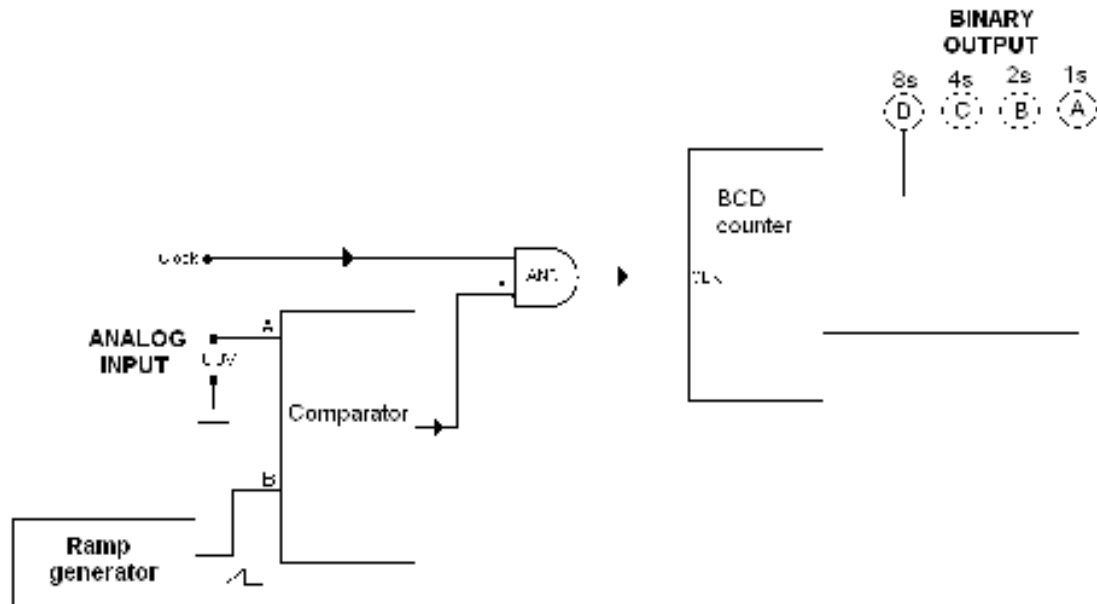 BINARY
OUTPUT
8s 4s 2s 1s
D C B A
BCD
counter
AND
A
ANALOG
INPUT
Comparator
B
Ramp
generator